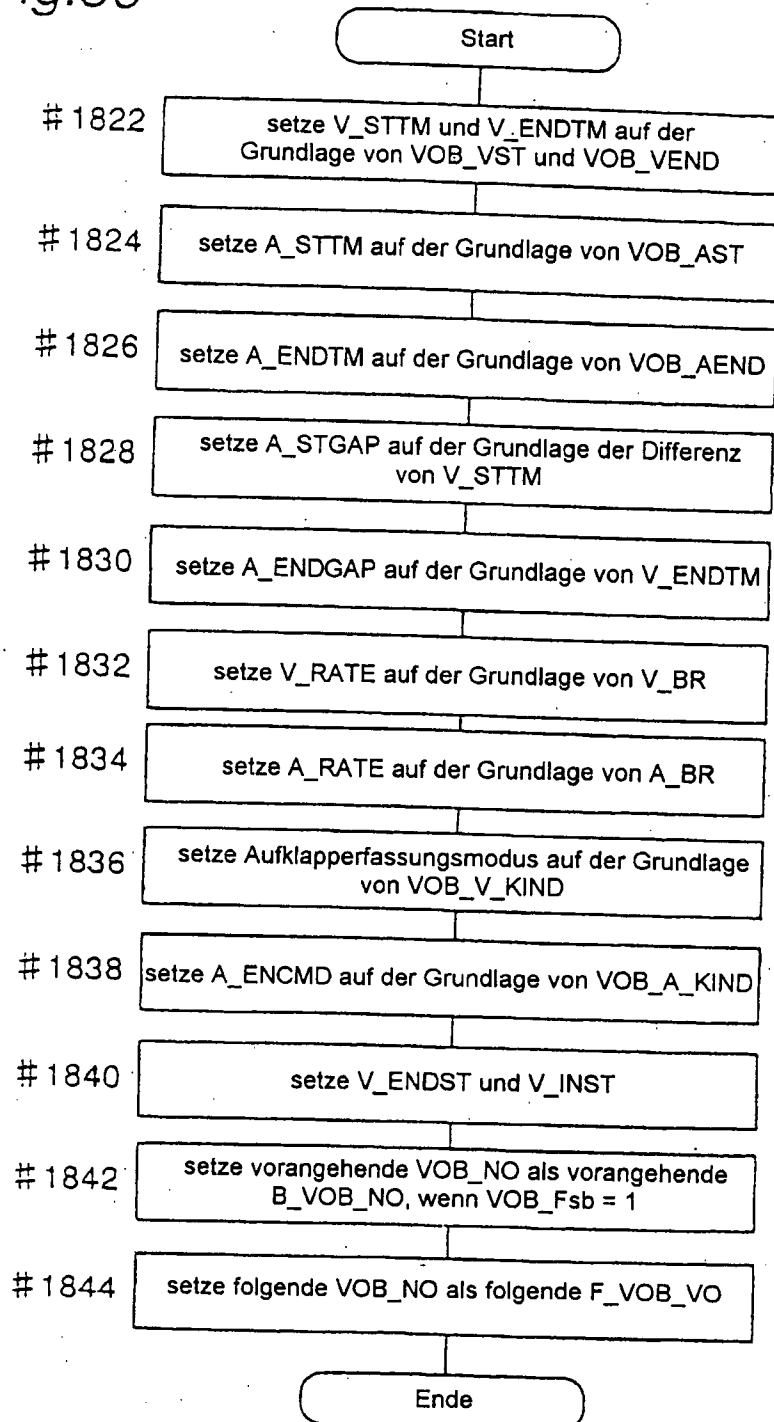 Start
# 1822
setze V_STTM und V_ENDTM auf der
Grundlage von VOB_VST und VOB_VEND
# 1824
setze A_STTM auf der Grundlage von VOB_AST
# 1826
setze A_ENDTM auf der Grundlage von VOB_AEND
# 1828
setze A_STGAP auf der Grundlage der Differenz
von V_STTM
# 1830
setze A_ENDGAP auf der Grundlage von V_ENDTM
# 1832
setze V_RATE auf der Grundlage von V_BR
# 1834
setze A_RATE auf der Grundlage von A_BR
# 1836
setze Aufklapperfassungsmodus auf der Grundlage
von VOB_V_KIND
# 1838
setze A_ENCMD auf der Grundlage von VOB_A_KIND
# 1840
setze V_ENDST und V_INST
# 1842
setze vorangehende VOB_NO als vorangehende
B_VOB_NO, wenn VOB_Fsb = 1
# 1844
setze folgende VOB_NO als folgende F_VOB_VO
Ende